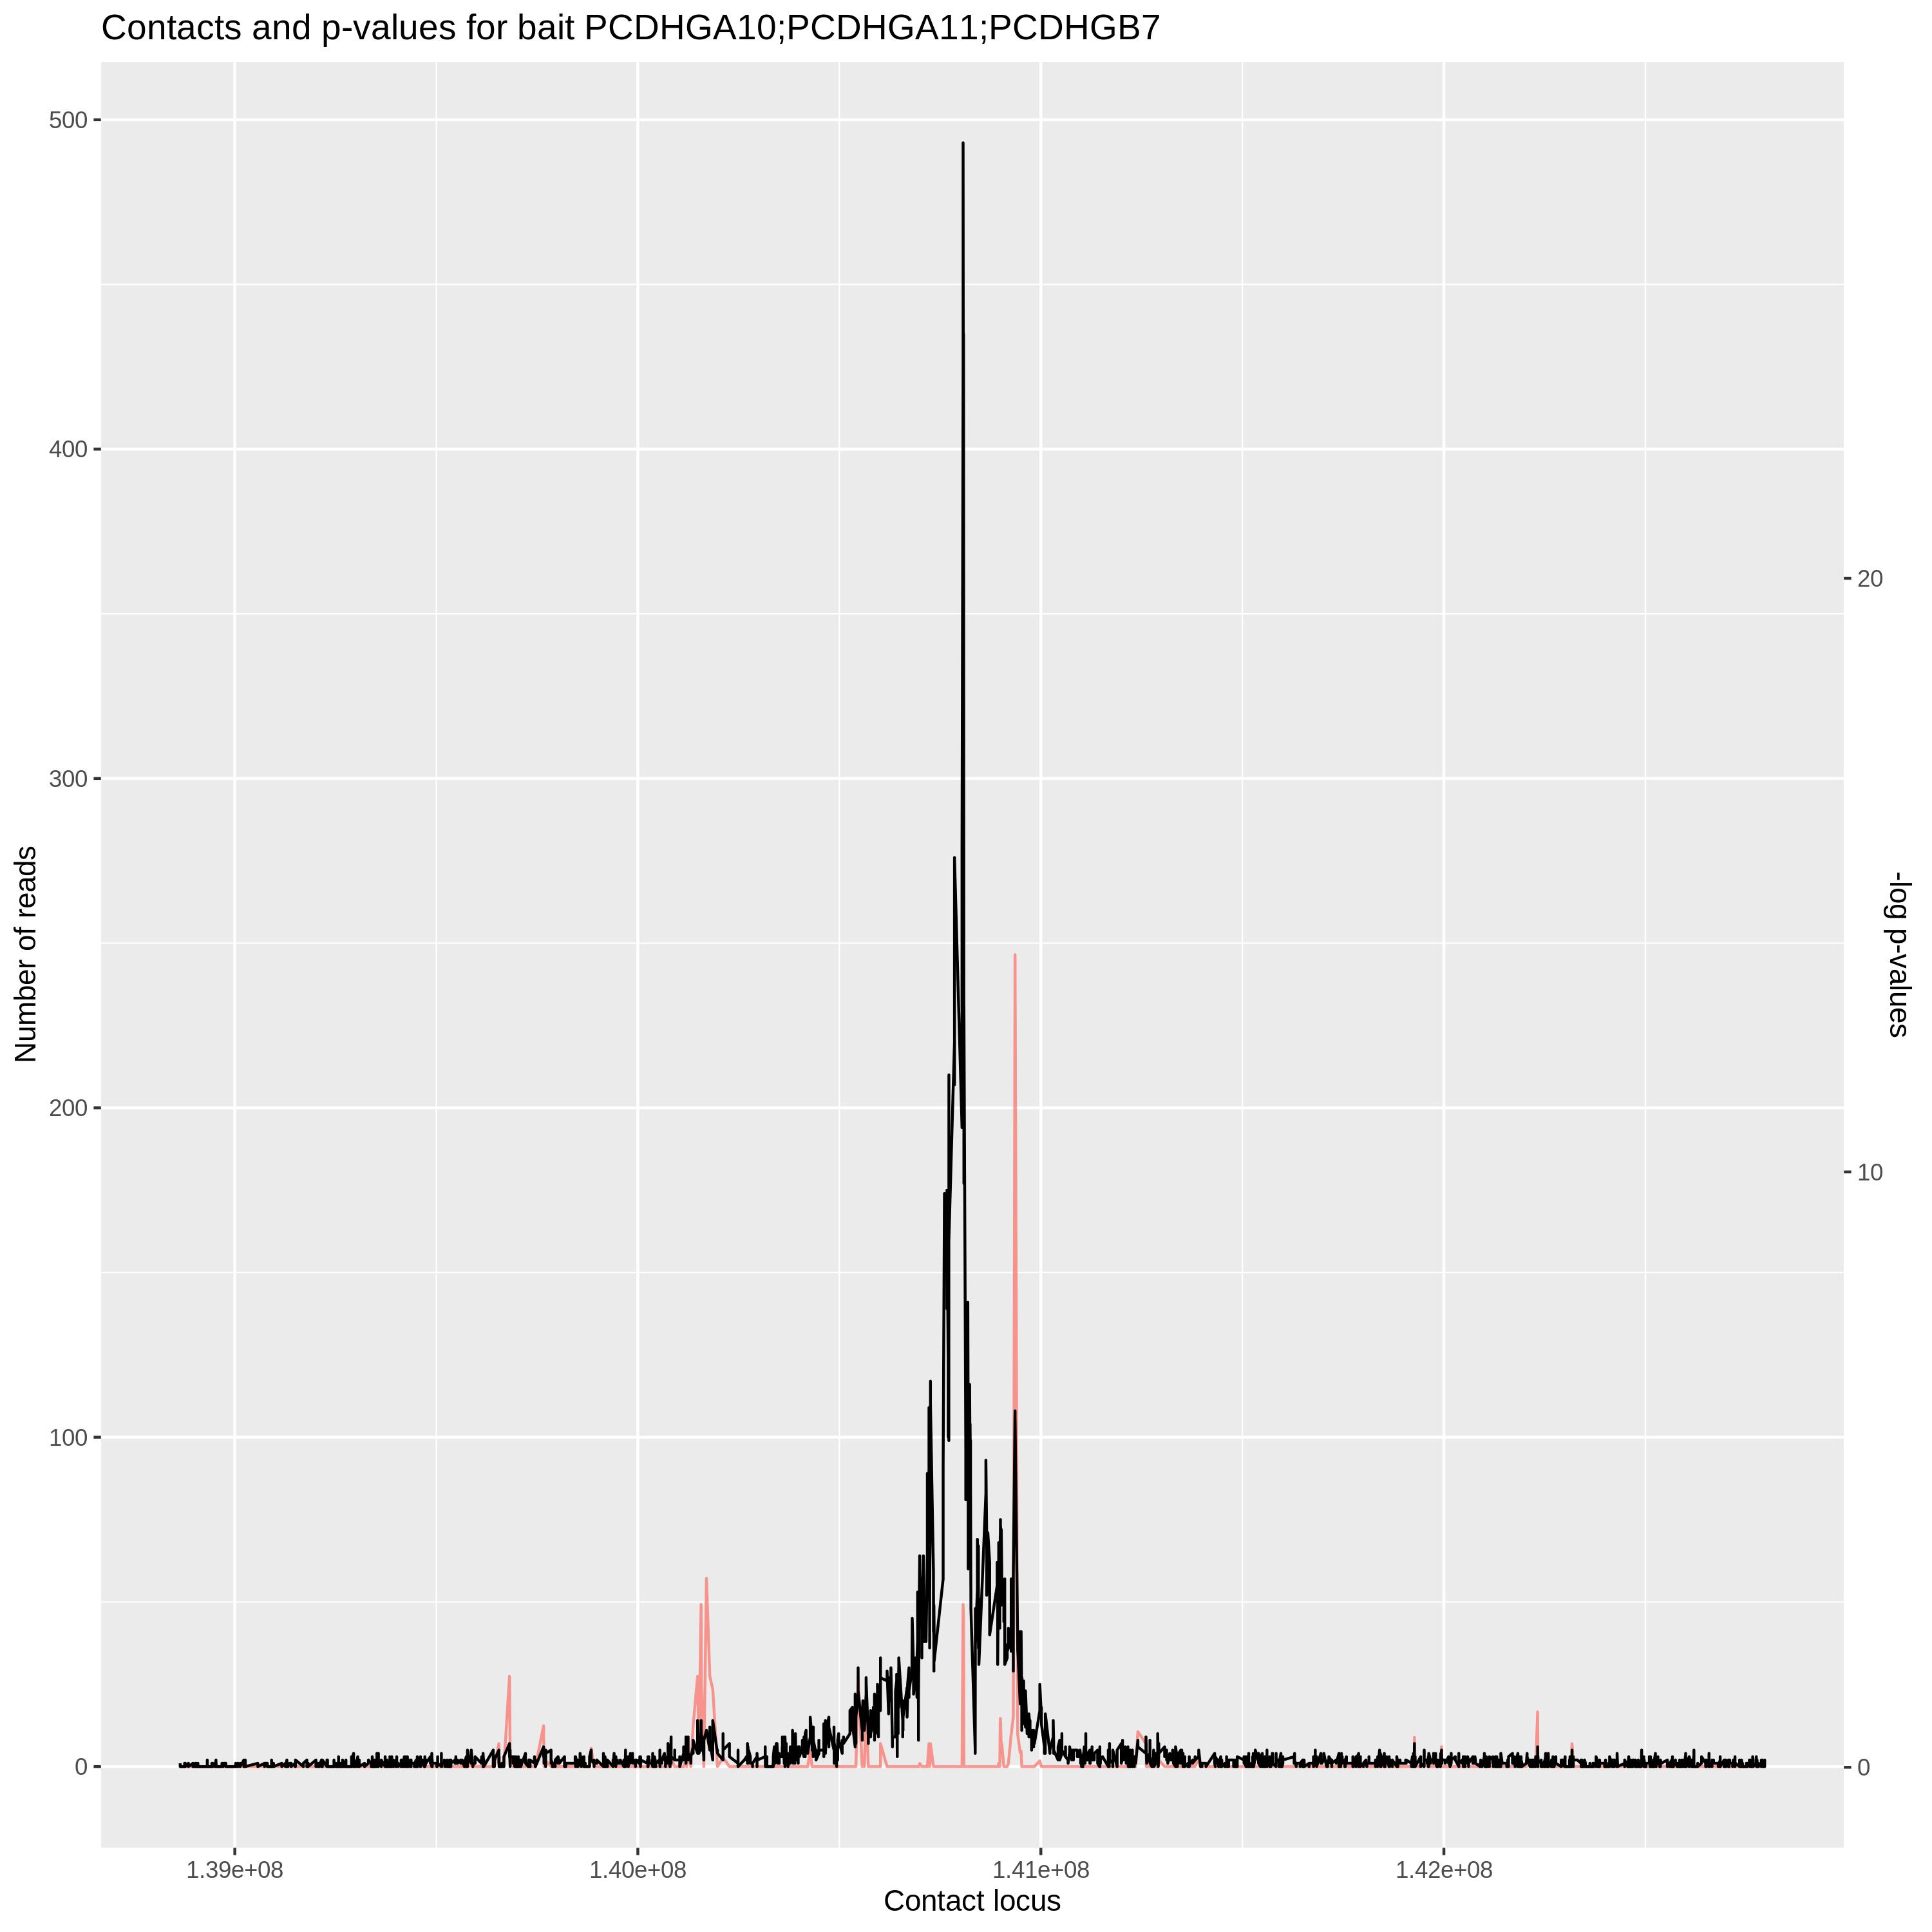 Contacts and p-values for bait PCDHGA10;PCDHGA11;PCDHGB7
500
400
300
200
100
0
Number of reads
20
10
0
-log p-values
1.39e+08
1.40e+08
1.41e+08
1.42e+08
Contact locus